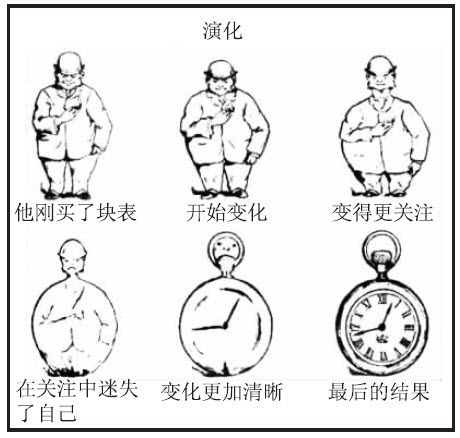 演化
他刚买了块表
开始变化
变得更关注
在关注中迷失
了自己
变化更加清晰
最后的结果